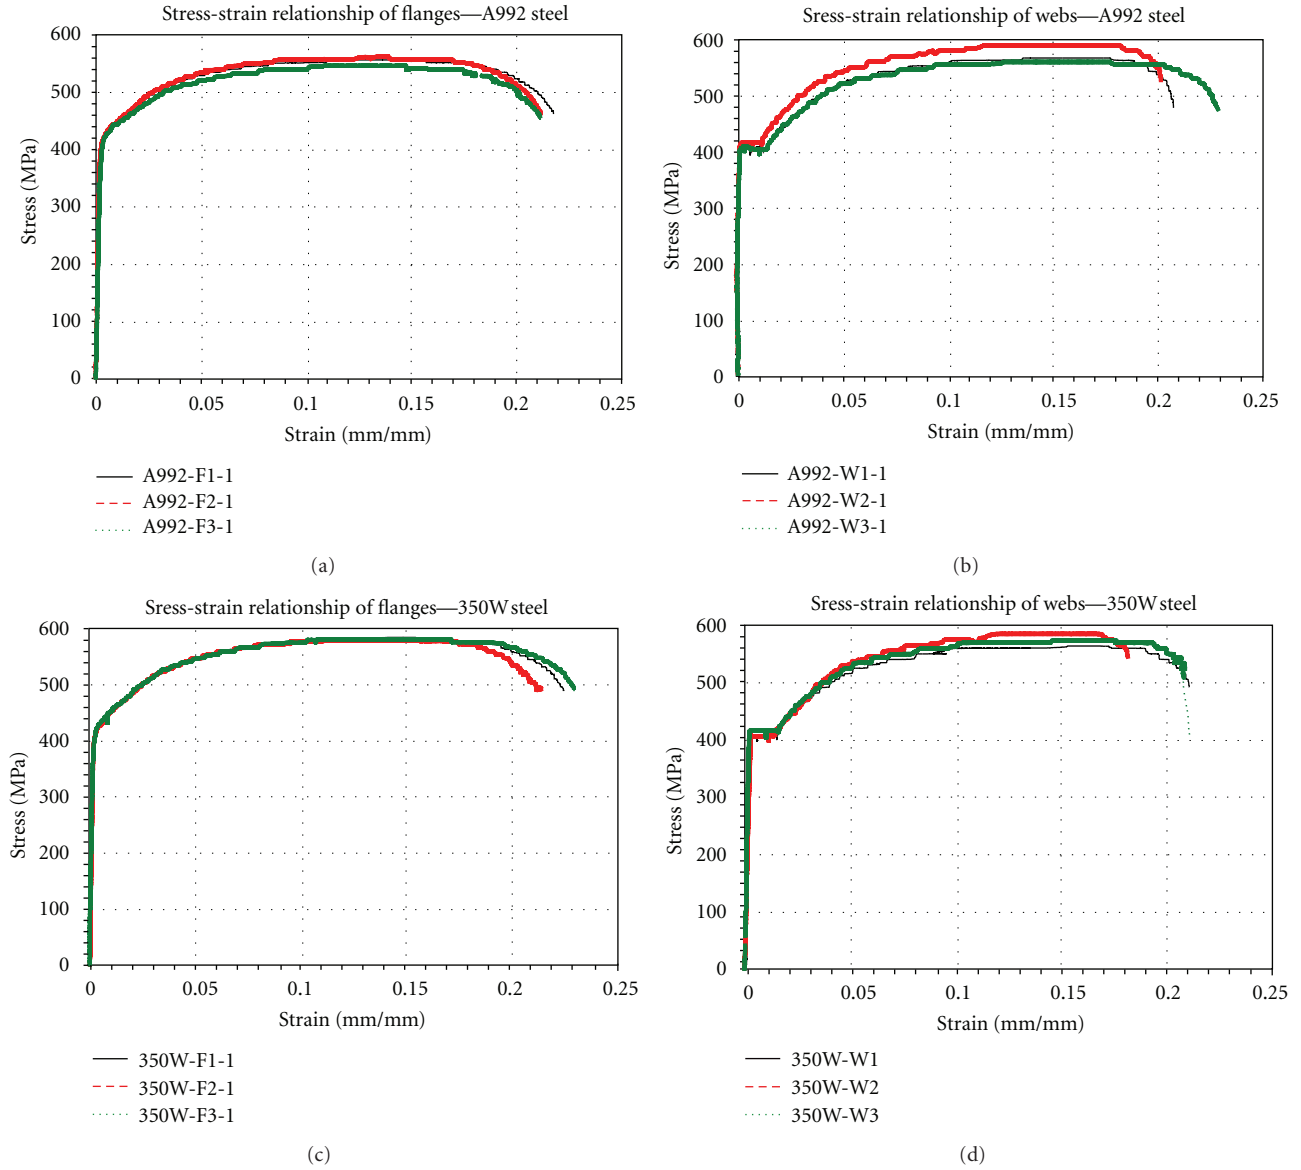 Stress-strain relationship of flanges—A992 steel
600
500
400
300
200
100
0
Stress (MPa)
0 0.05 0.1 0.15 0.2 0.25
Strain (mm/mm)
A992-F1-1
A992-F2-1
A992-F3-1
(a)
Sress-strain relationship of webs—A992 steel
600
500
400
300
200
100
0
Stress (MPa)
0 0.05 0.1 0.15 0.2 0.25
Strain (mm/mm)
A992-W1-1
A992-W2-1
A992-W3-1
(b)
Sress-strain relationship of flanges—350W steel
600
500
400
300
200
100
0
Stress (MPa)
0 0.05 0.1 0.15 0.2 0.25
Strain (mm/mm)
350W-F1-1
350W-F2-1
350W-F3-1
(c)
Sress-strain relationship of webs—350W steel
600
500
400
300
200
100
0
Stress (MPa)
0 0.05 0.1 0.15 0.2 0.25
Strain (mm/mm)
350W-W1
350W-W2
350W-W3
(d)